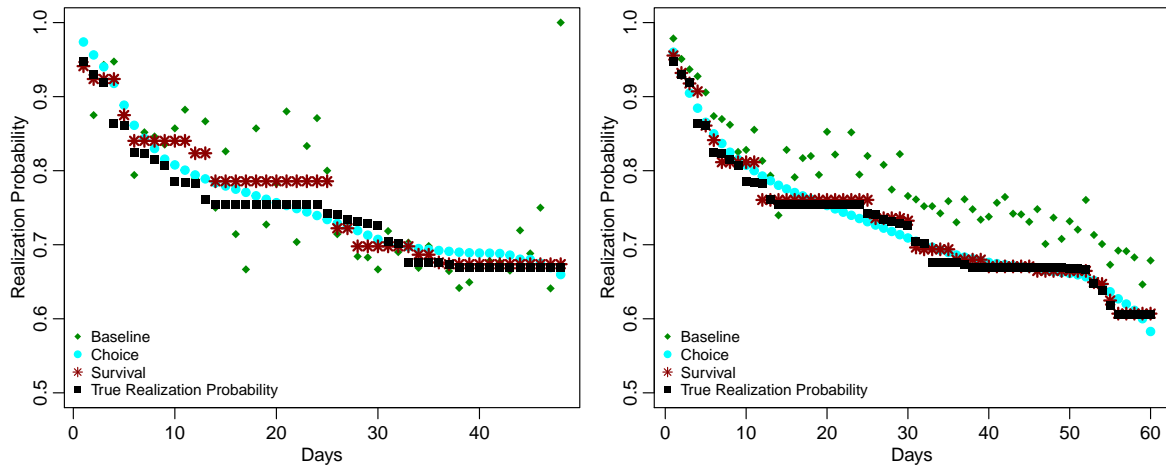 Realization Probability
1.0
0.9
0.8
0.7
0.6
0.5
Baseline
Choice
Survival
True Realization Probability
0
10
20
30
40
Days
Realization Probability
1.0
0.9
0.8
0.7
0.6
0.5
Baseline
Choice
Survival
True Realization Probability
0
10
20
30
40
50
60
Days